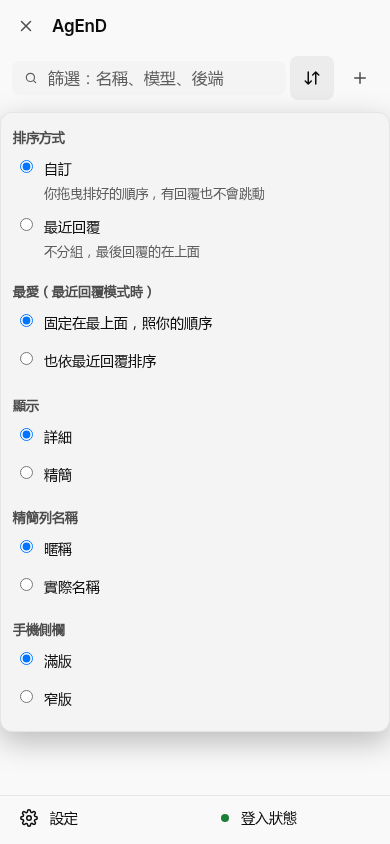 AgEnD
篩選：名稱、模型、後端
排序方式
自訂
你拖曳排好的順序，有回覆也不會跳動
最近回覆
不分組，最後回覆的在上面
最愛（最近回覆模式時）
固定在最上面，照你的順序
也依最近回覆排序
顯示
詳細
精簡
精簡列名稱
暱稱
實際名稱
手機側欄
滿版
窄版
設定
登入狀態